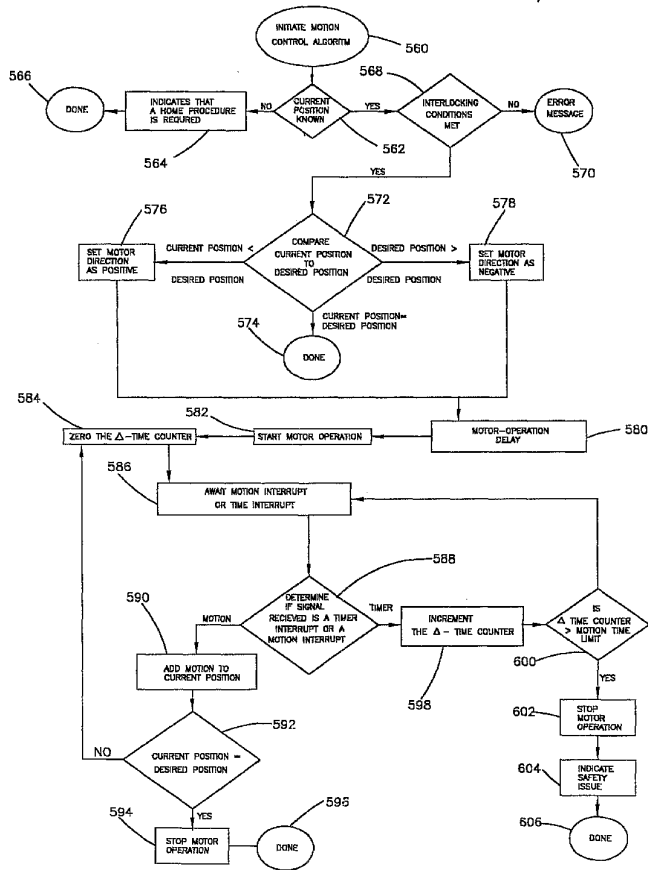 INITIATE MOTION
CONTROL ALGORITM
560
566
DONE
INDICATES THAT
A HOME PROCEDURE
IS REQURED
564
NO
CURRENT
POSITION
KNOWN
562
YES
568
INTERLOCKING
CONDITIONS
MET
NO
ERROR
MESSAGE
570
YES
572
576
SET MOTOR
DIRECTION
AS POSITIVE
CURRENT POSITION <
DESIRED POSITION
COMPARE
CURRENT POSITION
TO
DESIRED POSITION
DESIRED POSITION >
DESIRED POSITION
578
SET MOTOR
DIRECTION AS
NEGATIVE
CURRENT POSITION=
DESIRED POSITION
574
DONE
584
ZERO THE Δ-TIME COUNTER
582
START MOTOR OPERATION
MOTOR-OPERATION
DELAY
580
586
AWAIT MOTION INTERRUPT
OR TIME INTERRUPT
588
DETERMINE
IF SIGNAL
RECIEVED IS A TIMER
INTERRUPT OR A
MOTION INTERRUPT
MOTION
TIMER
590
ADD MOTION TO
CURRENT POSITION
INCREMENT
THE Δ - TIME COUNTER
598
IS
Δ TIME COUNTER
> MOTION TIME
LIMIT
600
YES
592
CURRENT POSITION =
DESIRED POSITION
NO
YES
594
STOP MOTOR
OPERATION
596
DONE
602
STOP
MOTOR
OPERATION
604
INDICATE
SAFETY
ISSUE
606
DONE